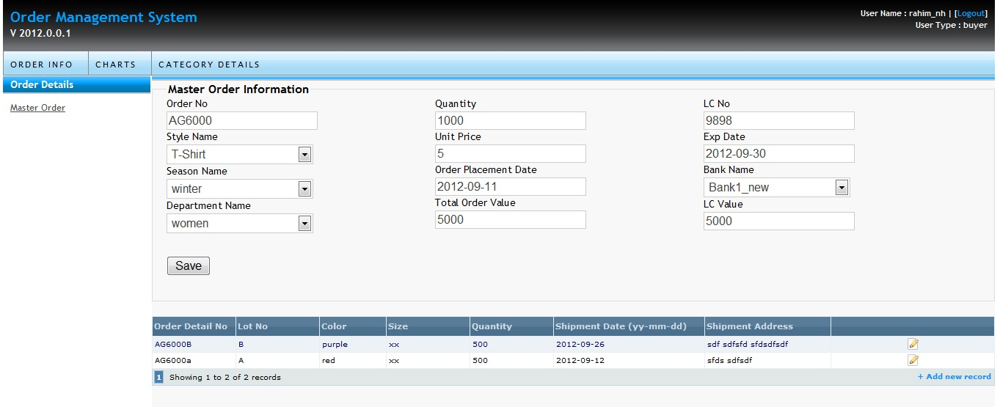 Order Management System
V 2012.0.0.1
User Name : rahim_nh | [Logout]
User Type : buyer
ORDER INFO CHARTS CATEGORY DETAILS
Order Details
Master Order
Master Order Information
Order No Quantity LC No
AG6000 1000 9898
Style Name Unit Price Exp Date
T-Shirt 5 2012-09-30
Season Name Order Placement Date Bank Name
winter 2012-09-11 Bank1_new
Department Name Total Order Value LC Value
women 5000 5000
Save
Order Detail No Lot No Color Size Quantity Shipment Date (yy-mm-dd) Shipment Address
AG6000B B purple xx 500 2012-09-26 sdf sdfsfd sfdsdfsdf
AG6000a A red xx 500 2012-09-12 sfds sdfsdf
1 Showing 1 to 2 of 2 records + Add new record